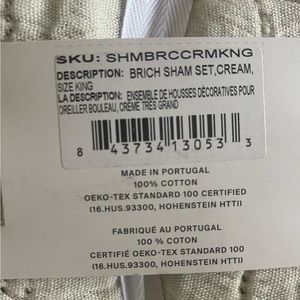 SKU: SHMBRCCRMKNG
DESCRIPTION: BRICH SHAM SET,CREAM,
SIZE KING
LA DESCRIPTION: ENSEMBLE DE HOUSSES DÉCORATIVES POUR
OREILLER BOULEAU, CRÈME TRÈS GRAND
8 43734 13053 3
MADE IN PORTUGAL
100% COTTON
OEKO-TEX STANDARD 100 CERTIFIED
(16.HUS.93300, HOHENSTEIN HTTI)
FABRIQUÉ AU PORTUGAL
100 % COTON
CERTIFIÉ OEKO-TEX STANDARD 100
(16.HUS.93300, HOHENSTEIN HTTI)